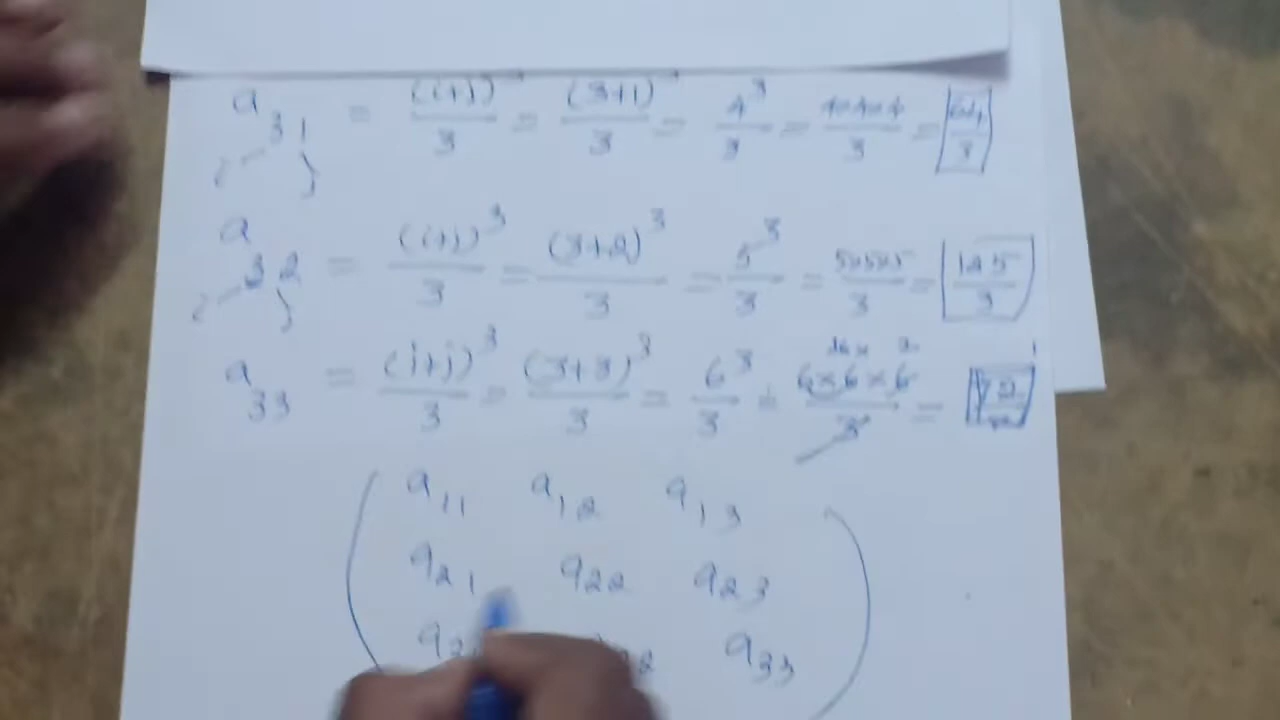 a₃₁ = (i+j)³/3 = (3+1)³/3 = 4³/3 = 4×4×4/3 = 64/3
i j
a₃₂ = (i+j)³/3 = (3+2)³/3 = 5³/3 = 5×5×5/3 = 125/3
i j
a₃₃ = (i+j)³/3 = (3+3)³/3 = 6³/3 = 6×6×6/3 = 72
a₁₁ a₁₂ a₁₃
a₂₁ a₂₂ a₂₃
a₃₃